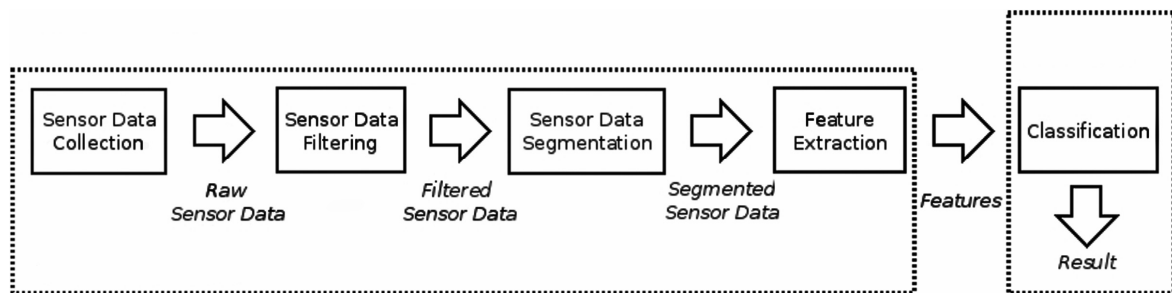 Sensor Data
Collection
Raw
Sensor Data
Sensor Data
Filtering
Filtered
Sensor Data
Sensor Data
Segmentation
Segmented
Sensor Data
Feature
Extraction
Features
Classification
Result